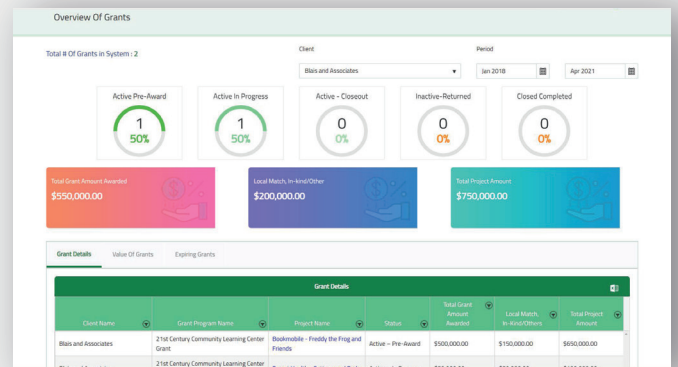 Overview Of Grants
Total # Of Grants in System : 2
Client
Period
Blais and Associates
Jan 2018
Apr 2021
Active Pre-Award
Active In Progress
Active - Closeout
Inactive-Returned
Closed Completed
1
50%
1
50%
0
0%
0
0%
0
0%
Total Grant Amount Awarded
$550,000.00
Local Match, In-kind/Other
$200,000.00
Total Project Amount
$750,000.00
Grant Details
Value Of Grants
Expiring Grants
Grant Details
Client Name
Grant Program Name
Project Name
Status
Total Grant
Amount
Awarded
Local Match,
In-Kind/Others
Total Project
Amount
Blais and Associates
21st Century Community Learning Center
Grant
Bookmobile - Freddy the Frog and
Friends
Active – Pre-Award
$500,000.00
$150,000.00
$650,000.00
21st Century Community Learning Center